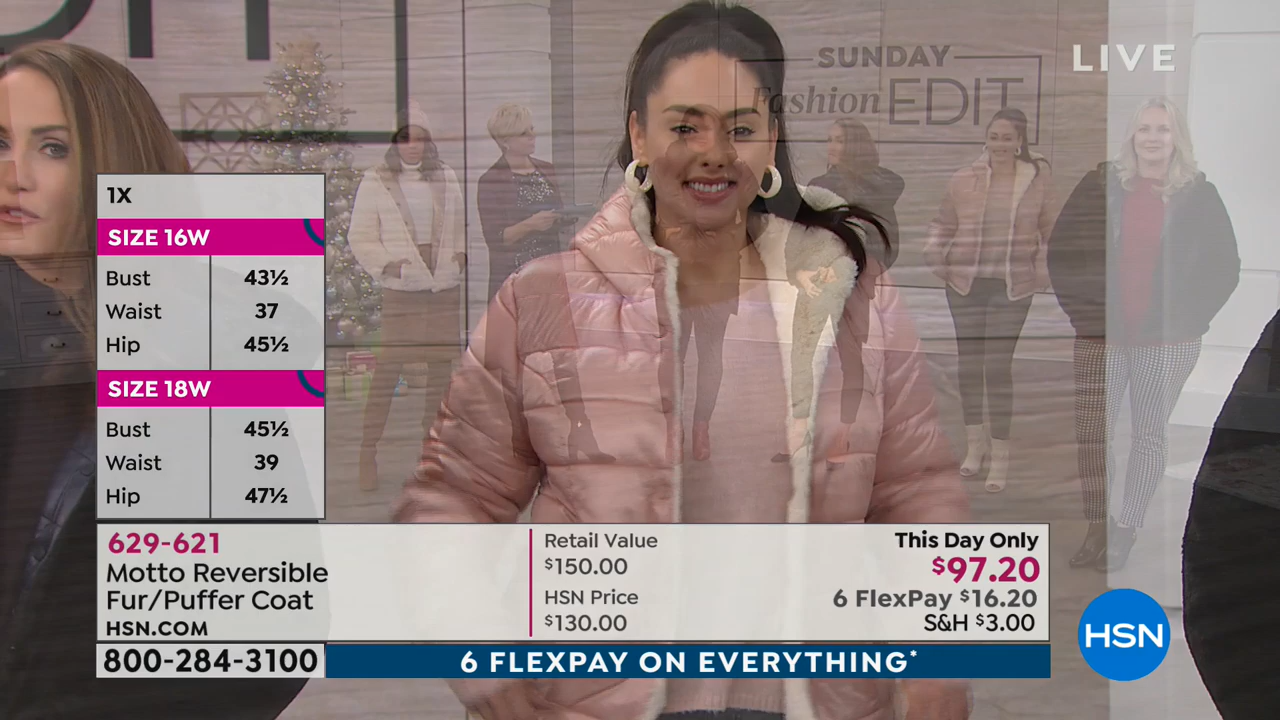 SUNDAY
Fashion EDIT
LIVE
1X
SIZE 16W
Bust 43½
Waist 37
Hip 45½
SIZE 18W
Bust 45½
Waist 39
Hip 47½
629-621
Motto Reversible
Fur/Puffer Coat
HSN.COM
Retail Value
$150.00
HSN Price
$130.00
This Day Only
$97.20
6 FlexPay $16.20
S&H $3.00
HSN
800-284-3100
6 FLEXPAY ON EVERYTHING*